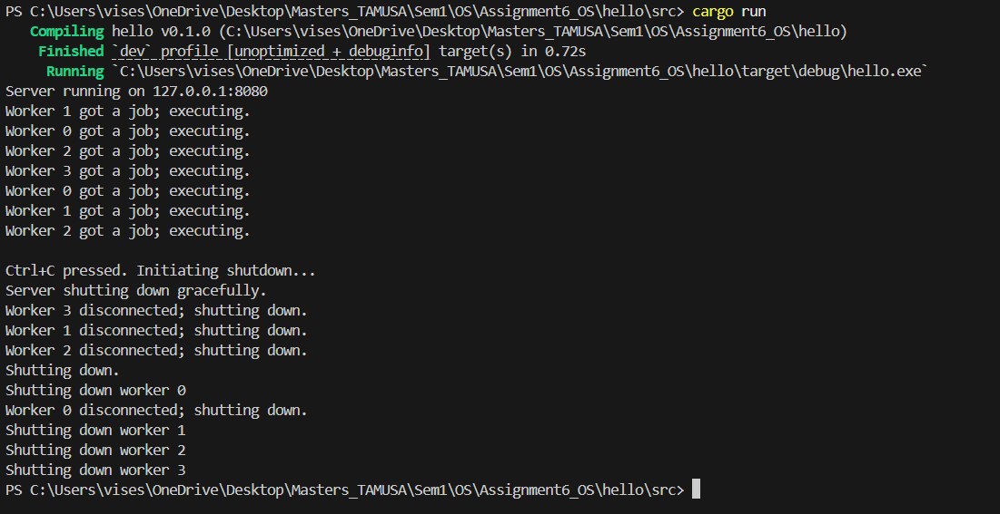 PS C:\Users\vises\OneDrive\Desktop\Masters_TAMUSA\Sem1\OS\Assignment6_OS\hello\src> cargo run
   Compiling hello v0.1.0 (C:\Users\vises\OneDrive\Desktop\Masters_TAMUSA\Sem1\OS\Assignment6_OS\hello)
    Finished `dev` profile [unoptimized + debuginfo] target(s) in 0.72s
     Running `C:\Users\vises\OneDrive\Desktop\Masters_TAMUSA\Sem1\OS\Assignment6_OS\hello\target\debug\hello.exe`
Server running on 127.0.0.1:8080
Worker 1 got a job; executing.
Worker 0 got a job; executing.
Worker 2 got a job; executing.
Worker 3 got a job; executing.
Worker 0 got a job; executing.
Worker 1 got a job; executing.
Worker 2 got a job; executing.

Ctrl+C pressed. Initiating shutdown...
Server shutting down gracefully.
Worker 3 disconnected; shutting down.
Worker 1 disconnected; shutting down.
Worker 2 disconnected; shutting down.
Shutting down.
Shutting down worker 0
Worker 0 disconnected; shutting down.
Shutting down worker 1
Shutting down worker 2
Shutting down worker 3
PS C:\Users\vises\OneDrive\Desktop\Masters_TAMUSA\Sem1\OS\Assignment6_OS\hello\src>